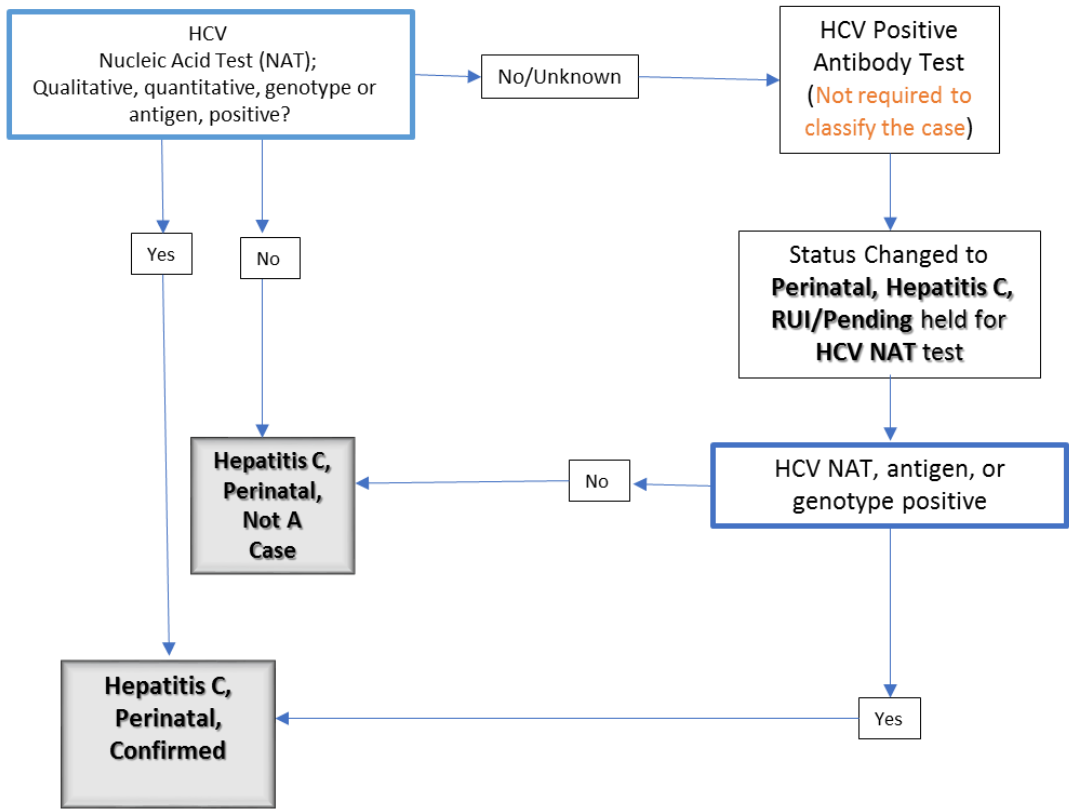 HCV
Nucleic Acid Test (NAT);
Qualitative, quantitative, genotype or
antigen, positive?
No/Unknown
HCV Positive
Antibody Test
(Not required to
classify the case)
Yes
No
Status Changed to
Perinatal, Hepatitis C,
RUI/Pending held for
HCV NAT test
Hepatitis C,
Perinatal,
Not A
Case
No
HCV NAT, antigen, or
genotype positive
Hepatitis C,
Perinatal,
Confirmed
Yes